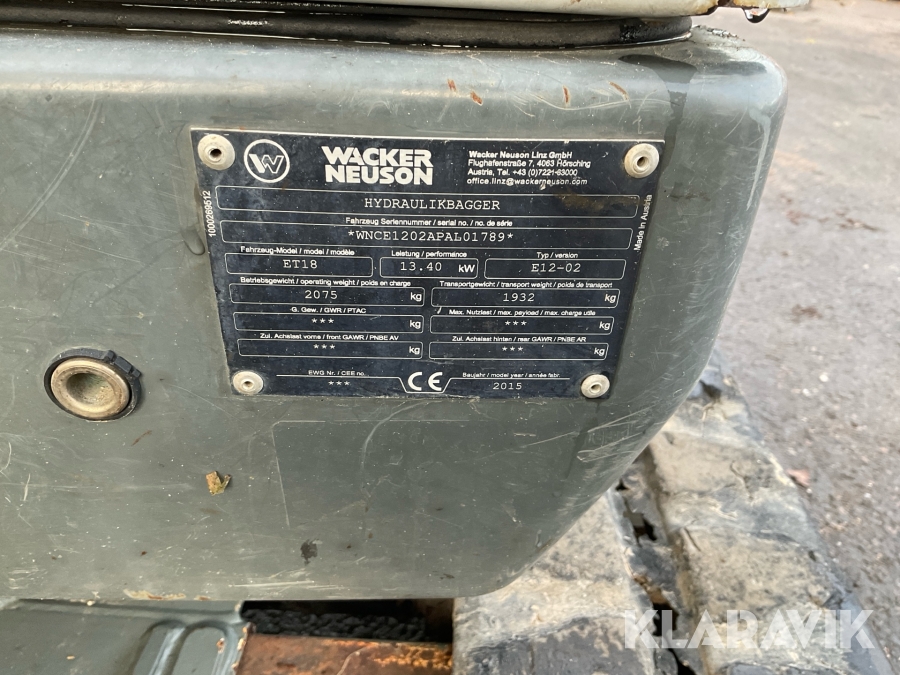 WACKER
NEUSON
Wacker Neuson Linz GmbH
Flughafenstraße 7, 4063 Hörsching
Austria, Tel. +43 (0)7221-63000
office.linz@wackerneuson.com
1000269512
Made in Austria
HYDRAULIKBAGGER
Fahrzeug Seriennummer / serial no. / no. de série
*WNCE1202APAL01789*
Fahrzeug-Model / model / modèle
Leistung / performance
Typ / version
ET18
13.40 kW
E12-02
Betriebsgewicht / operating weight / poids en charge
Transportgewicht / transport weight / poids de transport
2075 kg
1932 kg
G. Gew. / GWR / PTAC
Max. Nutzlast / max. payload / max. charge utile
*** kg
*** kg
Zul. Achslast vorne / front GAWR / PNBE AV
Zul. Achslast hinten / rear GAWR / PNBE AR
*** kg
*** kg
EWG Nr. / CEE no.
CE
Baujahr / model year / année fabr.
***
2015
KLARAVIK